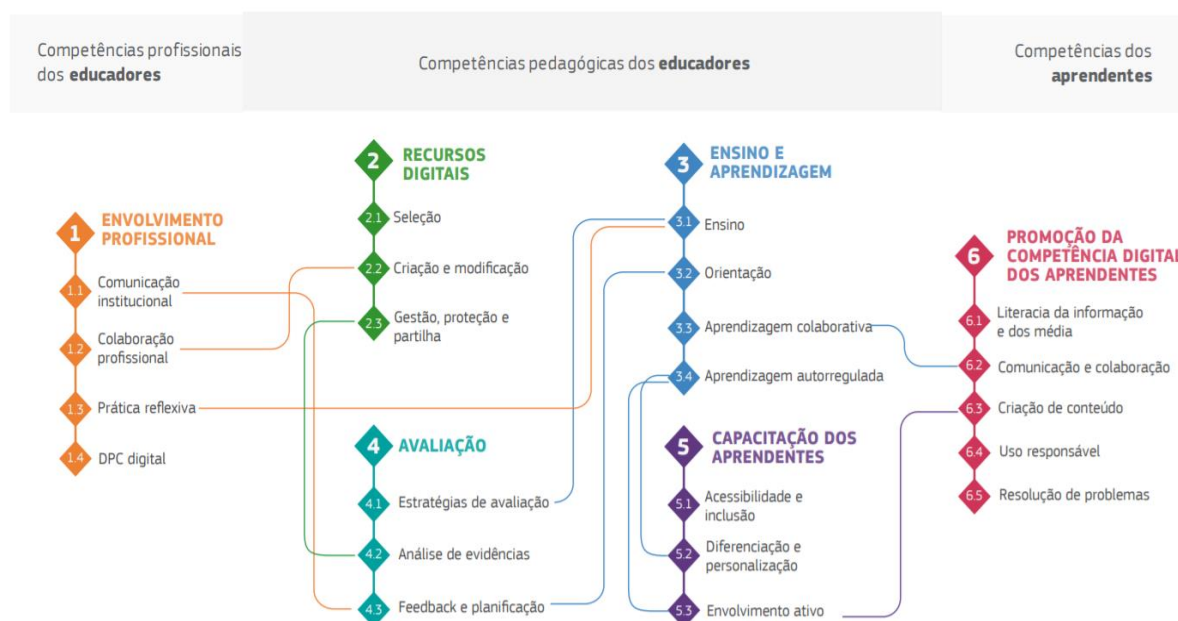 Competências profissionais
dos educadores
Competências pedagógicas dos educadores
Competências dos
aprendentes
1
ENVOLVIMENTO
PROFISSIONAL
1.1
Comunicação
institucional
1.2
Colaboração
profissional
1.3
Prática reflexiva
1.4
DPC digital
2
RECURSOS
DIGITAIS
2.1
Seleção
2.2
Criação e modificação
2.3
Gestão, proteção e
partilha
3
ENSINO E
APRENDIZAGEM
3.1
Ensino
3.2
Orientação
3.3
Aprendizagem colaborativa
3.4
Aprendizagem autorregulada
4
AVALIAÇÃO
4.1
Estratégias de avaliação
4.2
Análise de evidências
4.3
Feedback e planificação
5
CAPACITAÇÃO DOS
APRENDENTES
5.1
Acessibilidade e
inclusão
5.2
Diferenciação e
personalização
5.3
Envolvimento ativo
6
PROMOÇÃO DA
COMPETÊNCIA DIGITAL
DOS APRENDENTES
6.1
Literacia da informação
e dos média
6.2
Comunicação e colaboração
6.3
Criação de conteúdo
6.4
Uso responsável
6.5
Resolução de problemas